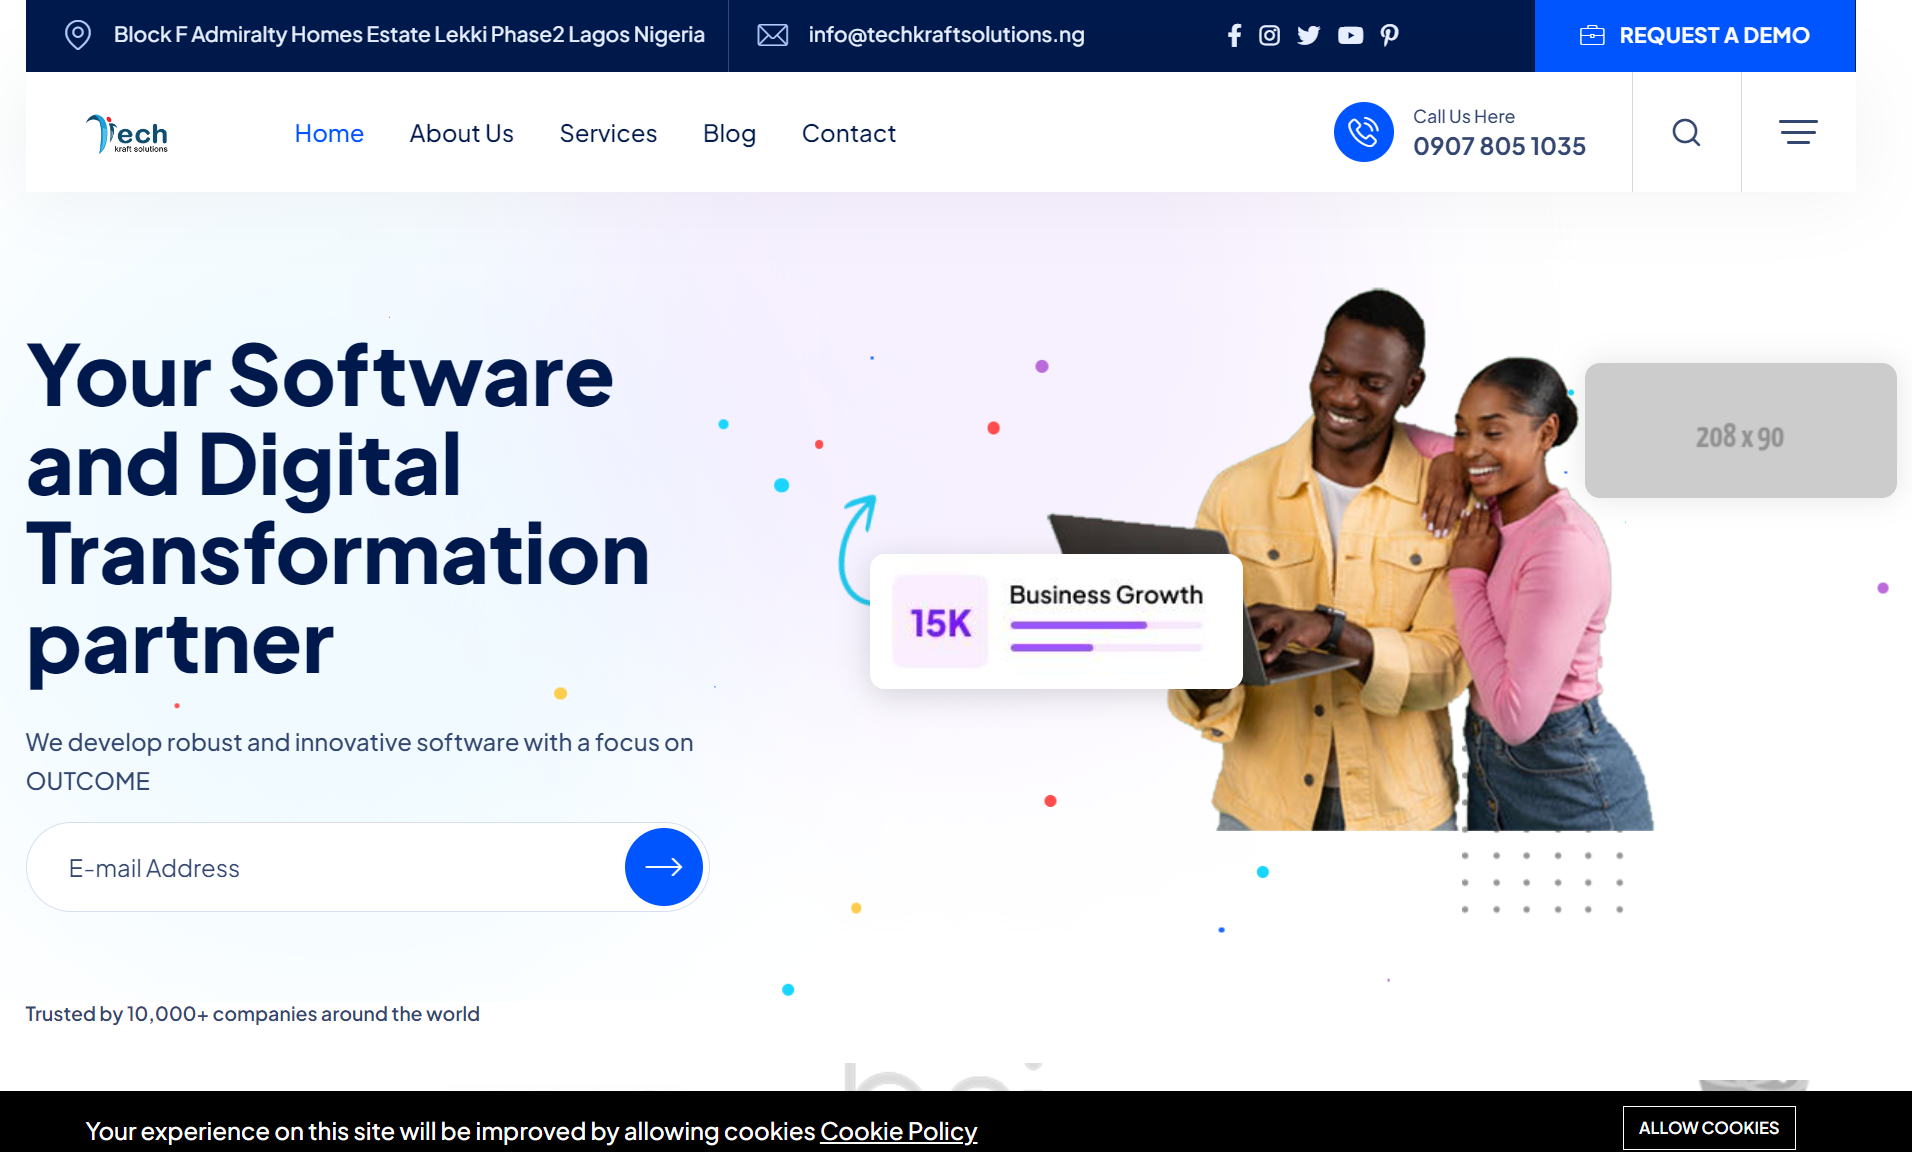 Block F Admiralty Homes Estate Lekki Phase2 Lagos Nigeria
info@techkraftsolutions.ng
REQUEST A DEMO
Tech
kraft solutions
Home
About Us
Services
Blog
Contact
Call Us Here
0907 805 1035
Your Software
and Digital
Transformation
partner
208 x 90
15K
Business Growth
We develop robust and innovative software with a focus on
OUTCOME
E-mail Address
Trusted by 10,000+ companies around the world
Your experience on this site will be improved by allowing cookies Cookie Policy
ALLOW COOKIES